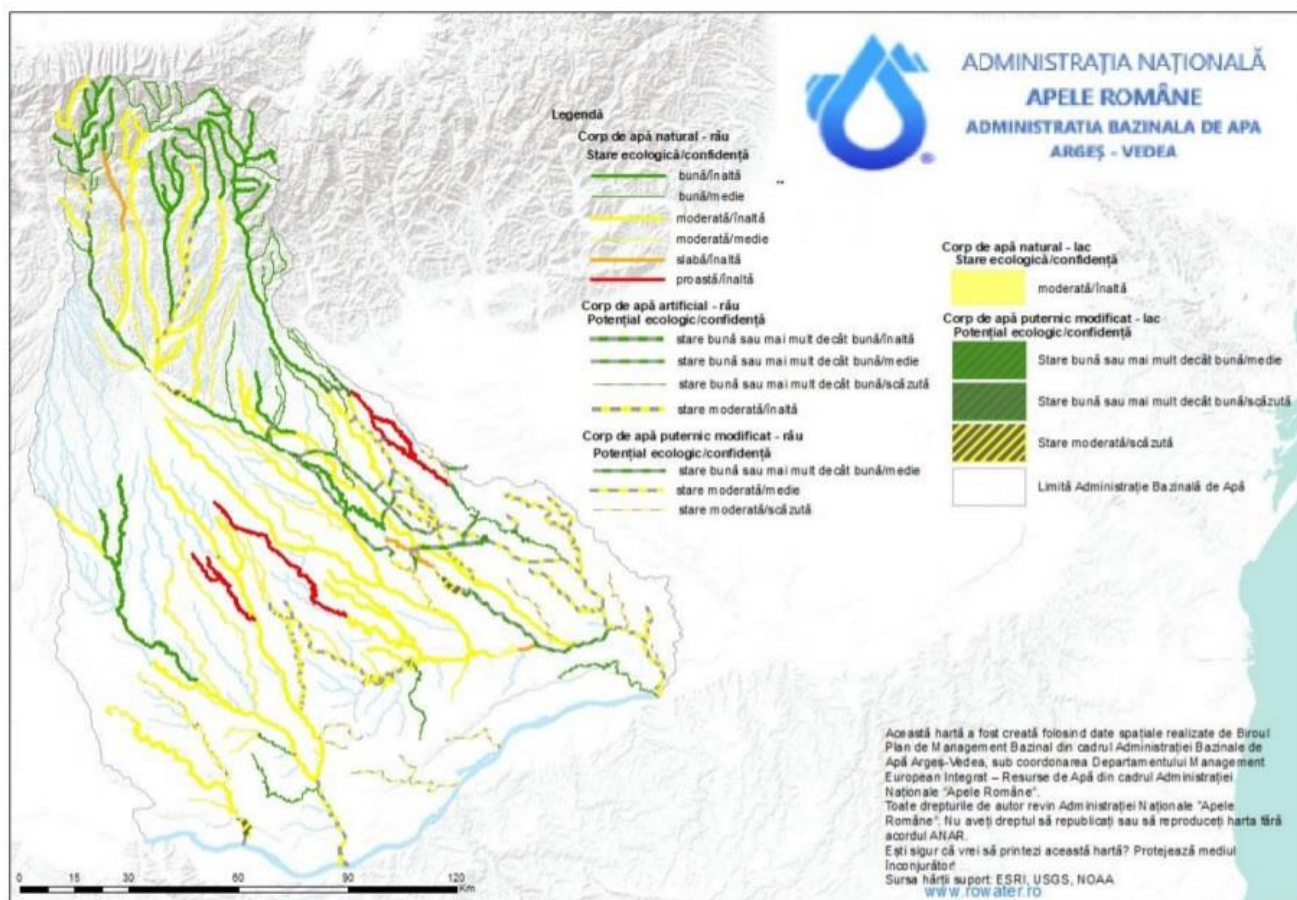 ADMINISTRAȚIA NAȚIONALĂ
APELE ROMÂNE
ADMINISTRATIA BAZINALA DE APA
ARGEȘ - VEDEA
Legendă
Corp de apă natural - râu
Stare ecologică/confidență
bună/înaltă
bună/medie
moderată/înaltă
moderată/medie
slabă/înaltă
proastă/înaltă
Corp de apă artificial - râu
Potențial ecologic/confidență
stare bună sau mai mult decât bună/înaltă
stare bună sau mai mult decât bună/medie
stare bună sau mai mult decât bună/scăzută
stare moderată/înaltă
Corp de apă puternic modificat - râu
Potențial ecologic/confidență
stare bună sau mai mult decât bună/medie
stare moderată/medie
stare moderată/scăzută
Corp de apă natural - lac
Stare ecologică/confidență
moderată/înaltă
Corp de apă puternic modificat - lac
Potențial ecologic/confidență
Stare bună sau mai mult decât bună/medie
Stare bună sau mai mult decât bună/scăzută
Stare moderată/scăzută
Limită Administrație Bazinală de Apă
Această hartă a fost creată folosind date spațiale realizate de Biroul
Plan de Management Bazinal din cadrul Administrației Bazinale de
Apă Argeș-Vedea, sub coordonarea Departamentului Management
European Integrat – Resurse de Apă din cadrul Administrației
Naționale "Apele Române".
Toate drepturile de autor revin Administrației Naționale "Apele
Române". Nu aveți dreptul să republicați sau să reproduceți harta fără
acordul ANAR.
Ești sigur că vrei să printezi această hartă? Protejează mediul
înconjurător!
Sursa hărții suport: ESRI, USGS, NOAA
www.rowater.ro
0 15 30 60 90 120
Km